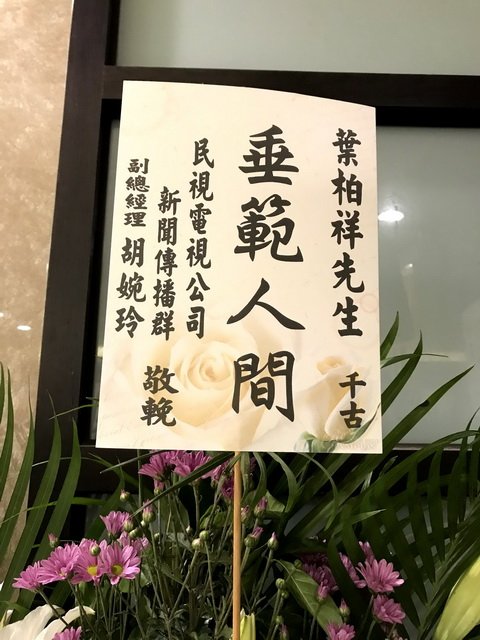 葉柏祥先生 千古
垂範人間
民視電視公司
新聞傳播群
副總經理 胡婉玲 敬輓